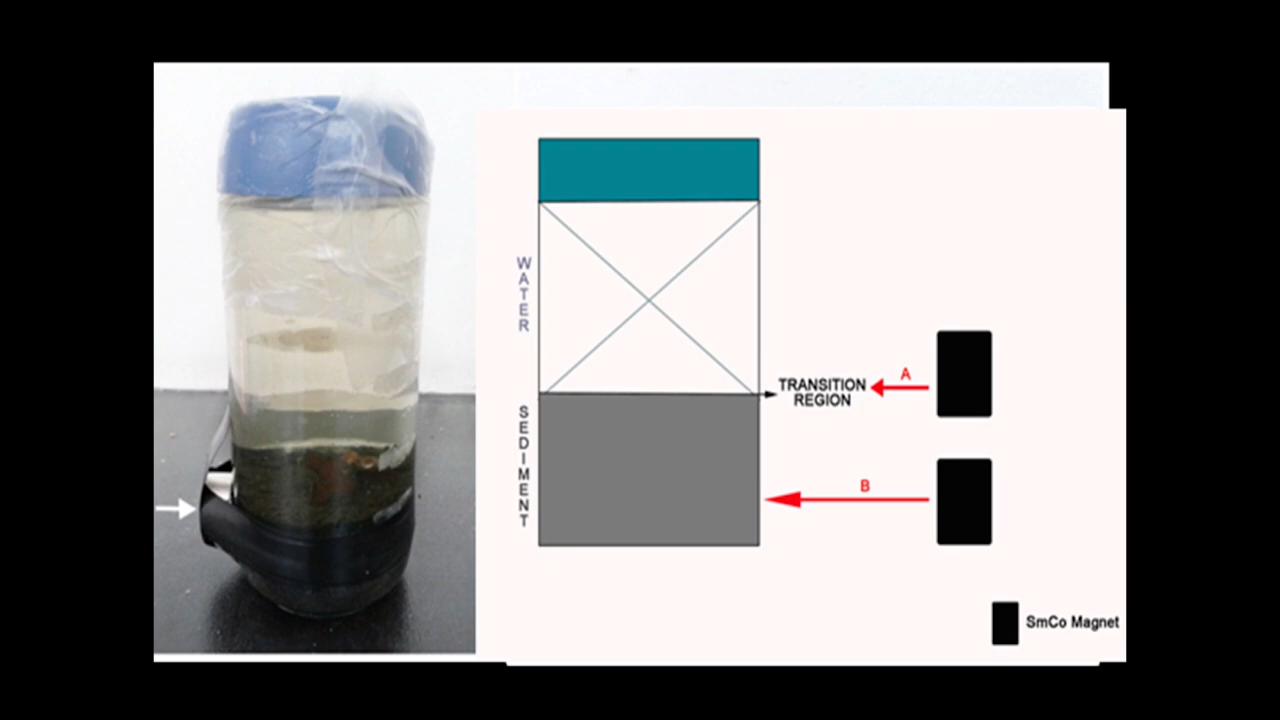 WATER
TRANSITION
REGION
A
SEDIMENT
B
SmCo Magnet